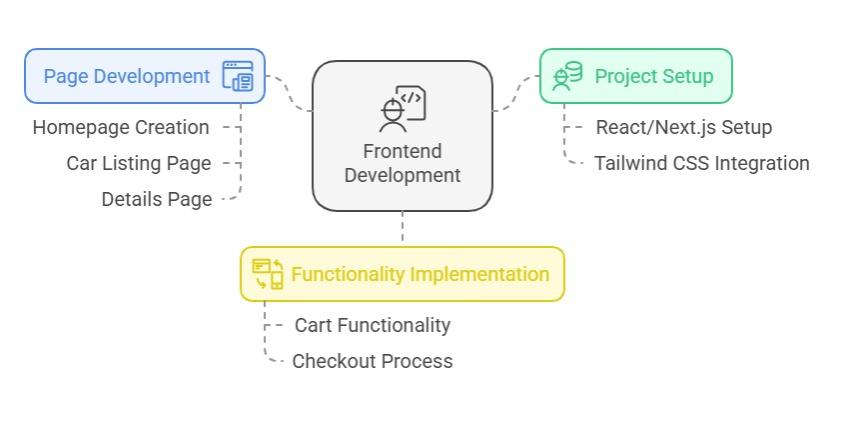 Page Development
Homepage Creation
Car Listing Page
Details Page
</>
Frontend
Development
Project Setup
React/Next.js Setup
Tailwind CSS Integration
Functionality Implementation
Cart Functionality
Checkout Process